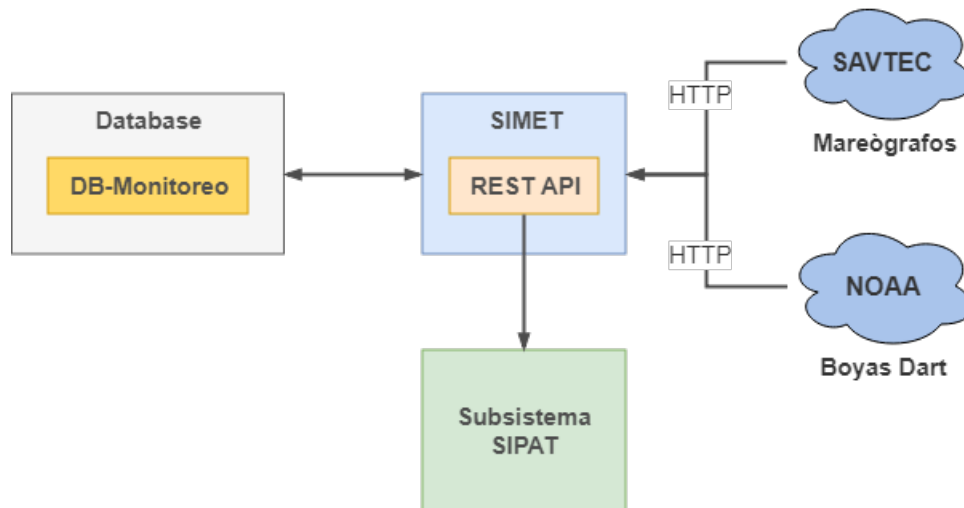 Database
DB-Monitoreo
SIMET
REST API
HTTP
SAVTEC
Mareògrafos
HTTP
NOAA
Boyas Dart
Subsistema
SIPAT